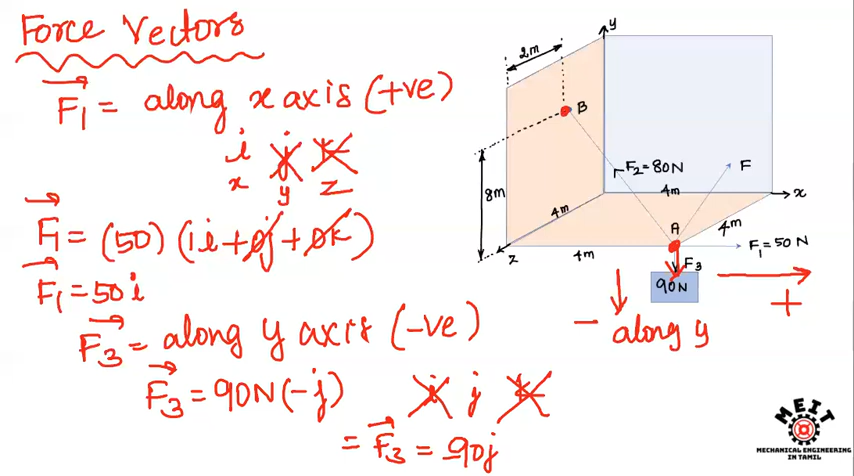 Force Vectors
F₁ = along x axis (+ve)
i j k
x y z
F₁ = (50) (1i + 0j + 0k)
F₁ = 50i
F₃ = along y axis (-ve)
F₃ = 90N (-j)
i j k
= F₃ = -90j
y
2m
B
F₂ = 80N
F
8m
4m
x
4m
A
4m
z
4m
F₁ = 50 N
F₃
90N
- along y
+
MEIT
MECHANICAL ENGINEERING
IN TAMIL